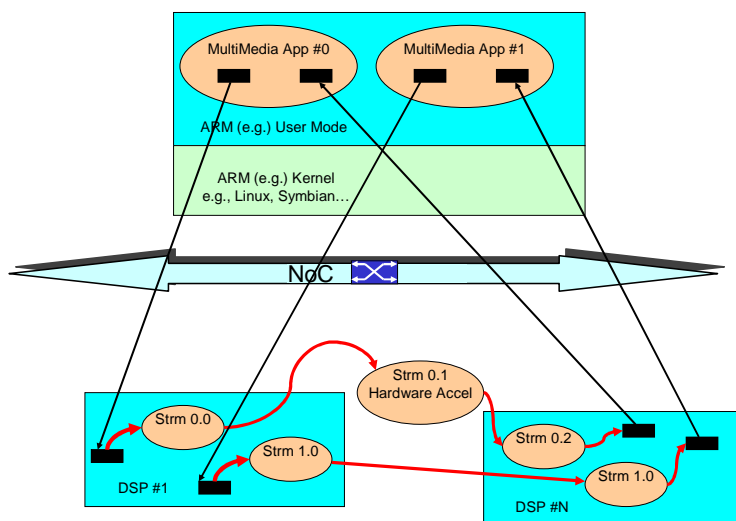 MultiMedia App #0
MultiMedia App #1
ARM (e.g.) User Mode
ARM (e.g.) Kernel
e.g., Linux, Symbian…
NoC
Strm 0.1
Hardware Accel
Strm 0.0
Strm 0.2
Strm 1.0
Strm 1.0
DSP #1
DSP #N